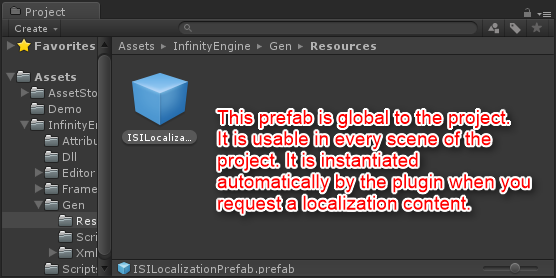 Project
Create
Favorites
Assets
AssetSto
Demo
InfinityEn
Attribu
Dll
Editor
Frame
Gen
Res
Scri
Xml
Scripts
Assets InfinityEngine Gen Resources
ISILocaliza...
This prefab is global to the project.
It is usable in every scene of the
project. It is instantiated
automatically by the plugin when you
request a localization content.
ISILocalizationPrefab.prefab